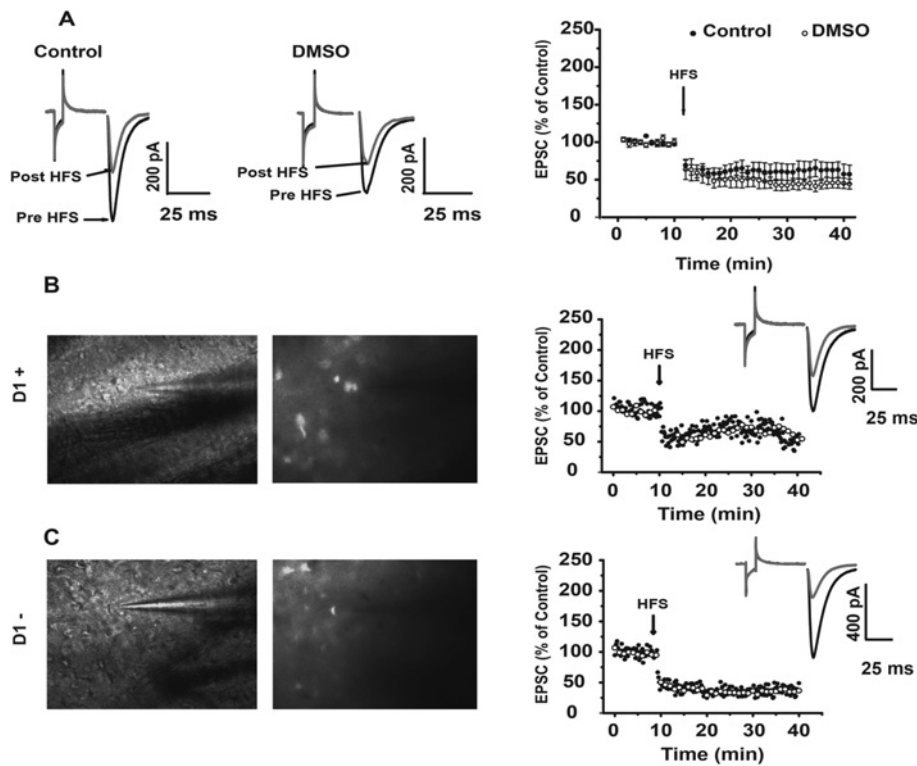 A
Control
DMSO
Post HFS
Pre HFS
200 pA
25 ms
Post HFS
Pre HFS
200 pA
25 ms
Control DMSO
HFS
EPSC (% of Control)
250
200
150
100
50
0
0 10 20 30 40
Time (min)
B
D1 +
HFS
EPSC (% of Control)
250
200
150
100
50
0
0 10 20 30 40
Time (min)
200 pA
25 ms
C
D1 -
HFS
EPSC (% of Control)
250
200
150
100
50
0
0 10 20 30 40
Time (min)
400 pA
25 ms